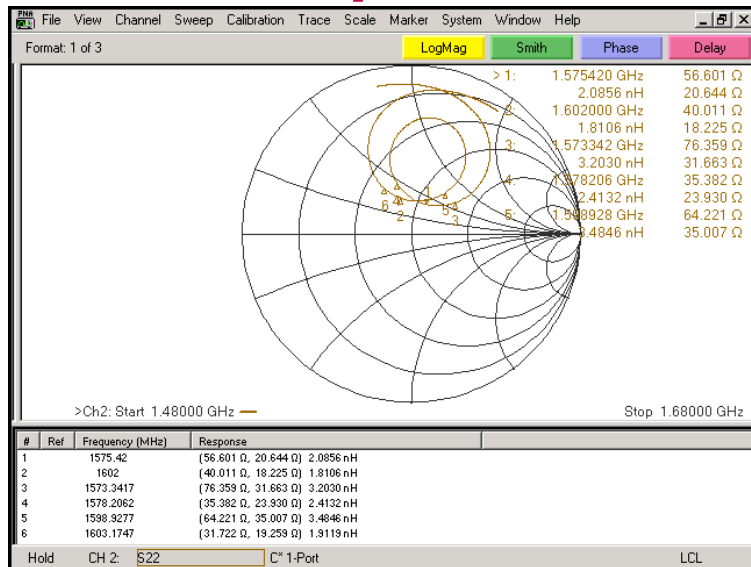 PNA File View Channel Sweep Calibration Trace Scale Marker System Window Help
Format: 1 of 3 LogMag Smith Phase Delay
> 1: 1.575420 GHz 56.601 Ω
2.0856 nH 20.644 Ω
2: 1.602000 GHz 40.011 Ω
1.8106 nH 18.225 Ω
3: 1.573342 GHz 76.359 Ω
3.2030 nH 31.663 Ω
4: 1.578206 GHz 35.382 Ω
2.4132 nH 23.930 Ω
5: 1.598928 GHz 64.221 Ω
3.4846 nH 35.007 Ω
6 4 2 1 5 3
>Ch2: Start 1.48000 GHz Stop 1.68000 GHz
# Ref Frequency (MHz) Response
1 1575.42 (56.601 Ω, 20.644 Ω) 2.0856 nH
2 1602 (40.011 Ω, 18.225 Ω) 1.8106 nH
3 1573.3417 (76.359 Ω, 31.663 Ω) 3.2030 nH
4 1578.2062 (35.382 Ω, 23.930 Ω) 2.4132 nH
5 1598.9277 (64.221 Ω, 35.007 Ω) 3.4846 nH
6 1603.1747 (31.722 Ω, 19.259 Ω) 1.9119 nH
Hold CH 2: S22 C* 1-Port LCL